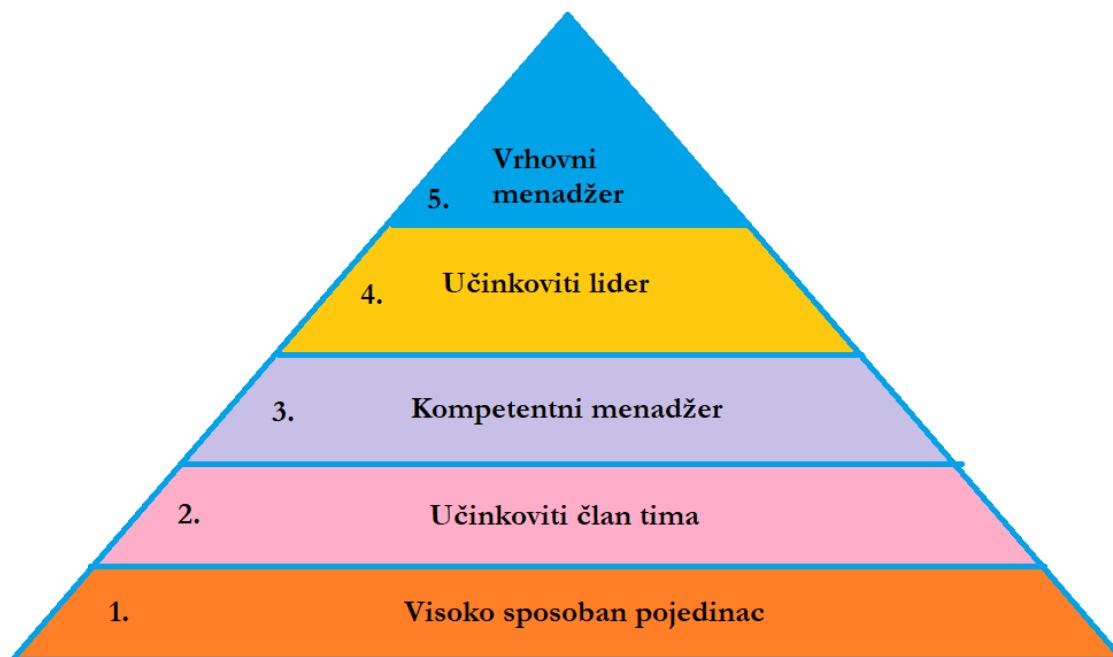 Vrhovni
menadžer
5.
Učinkoviti lider
4.
Kompetentni menadžer
3.
Učinkoviti član tima
2.
Visoko sposoban pojedinac
1.